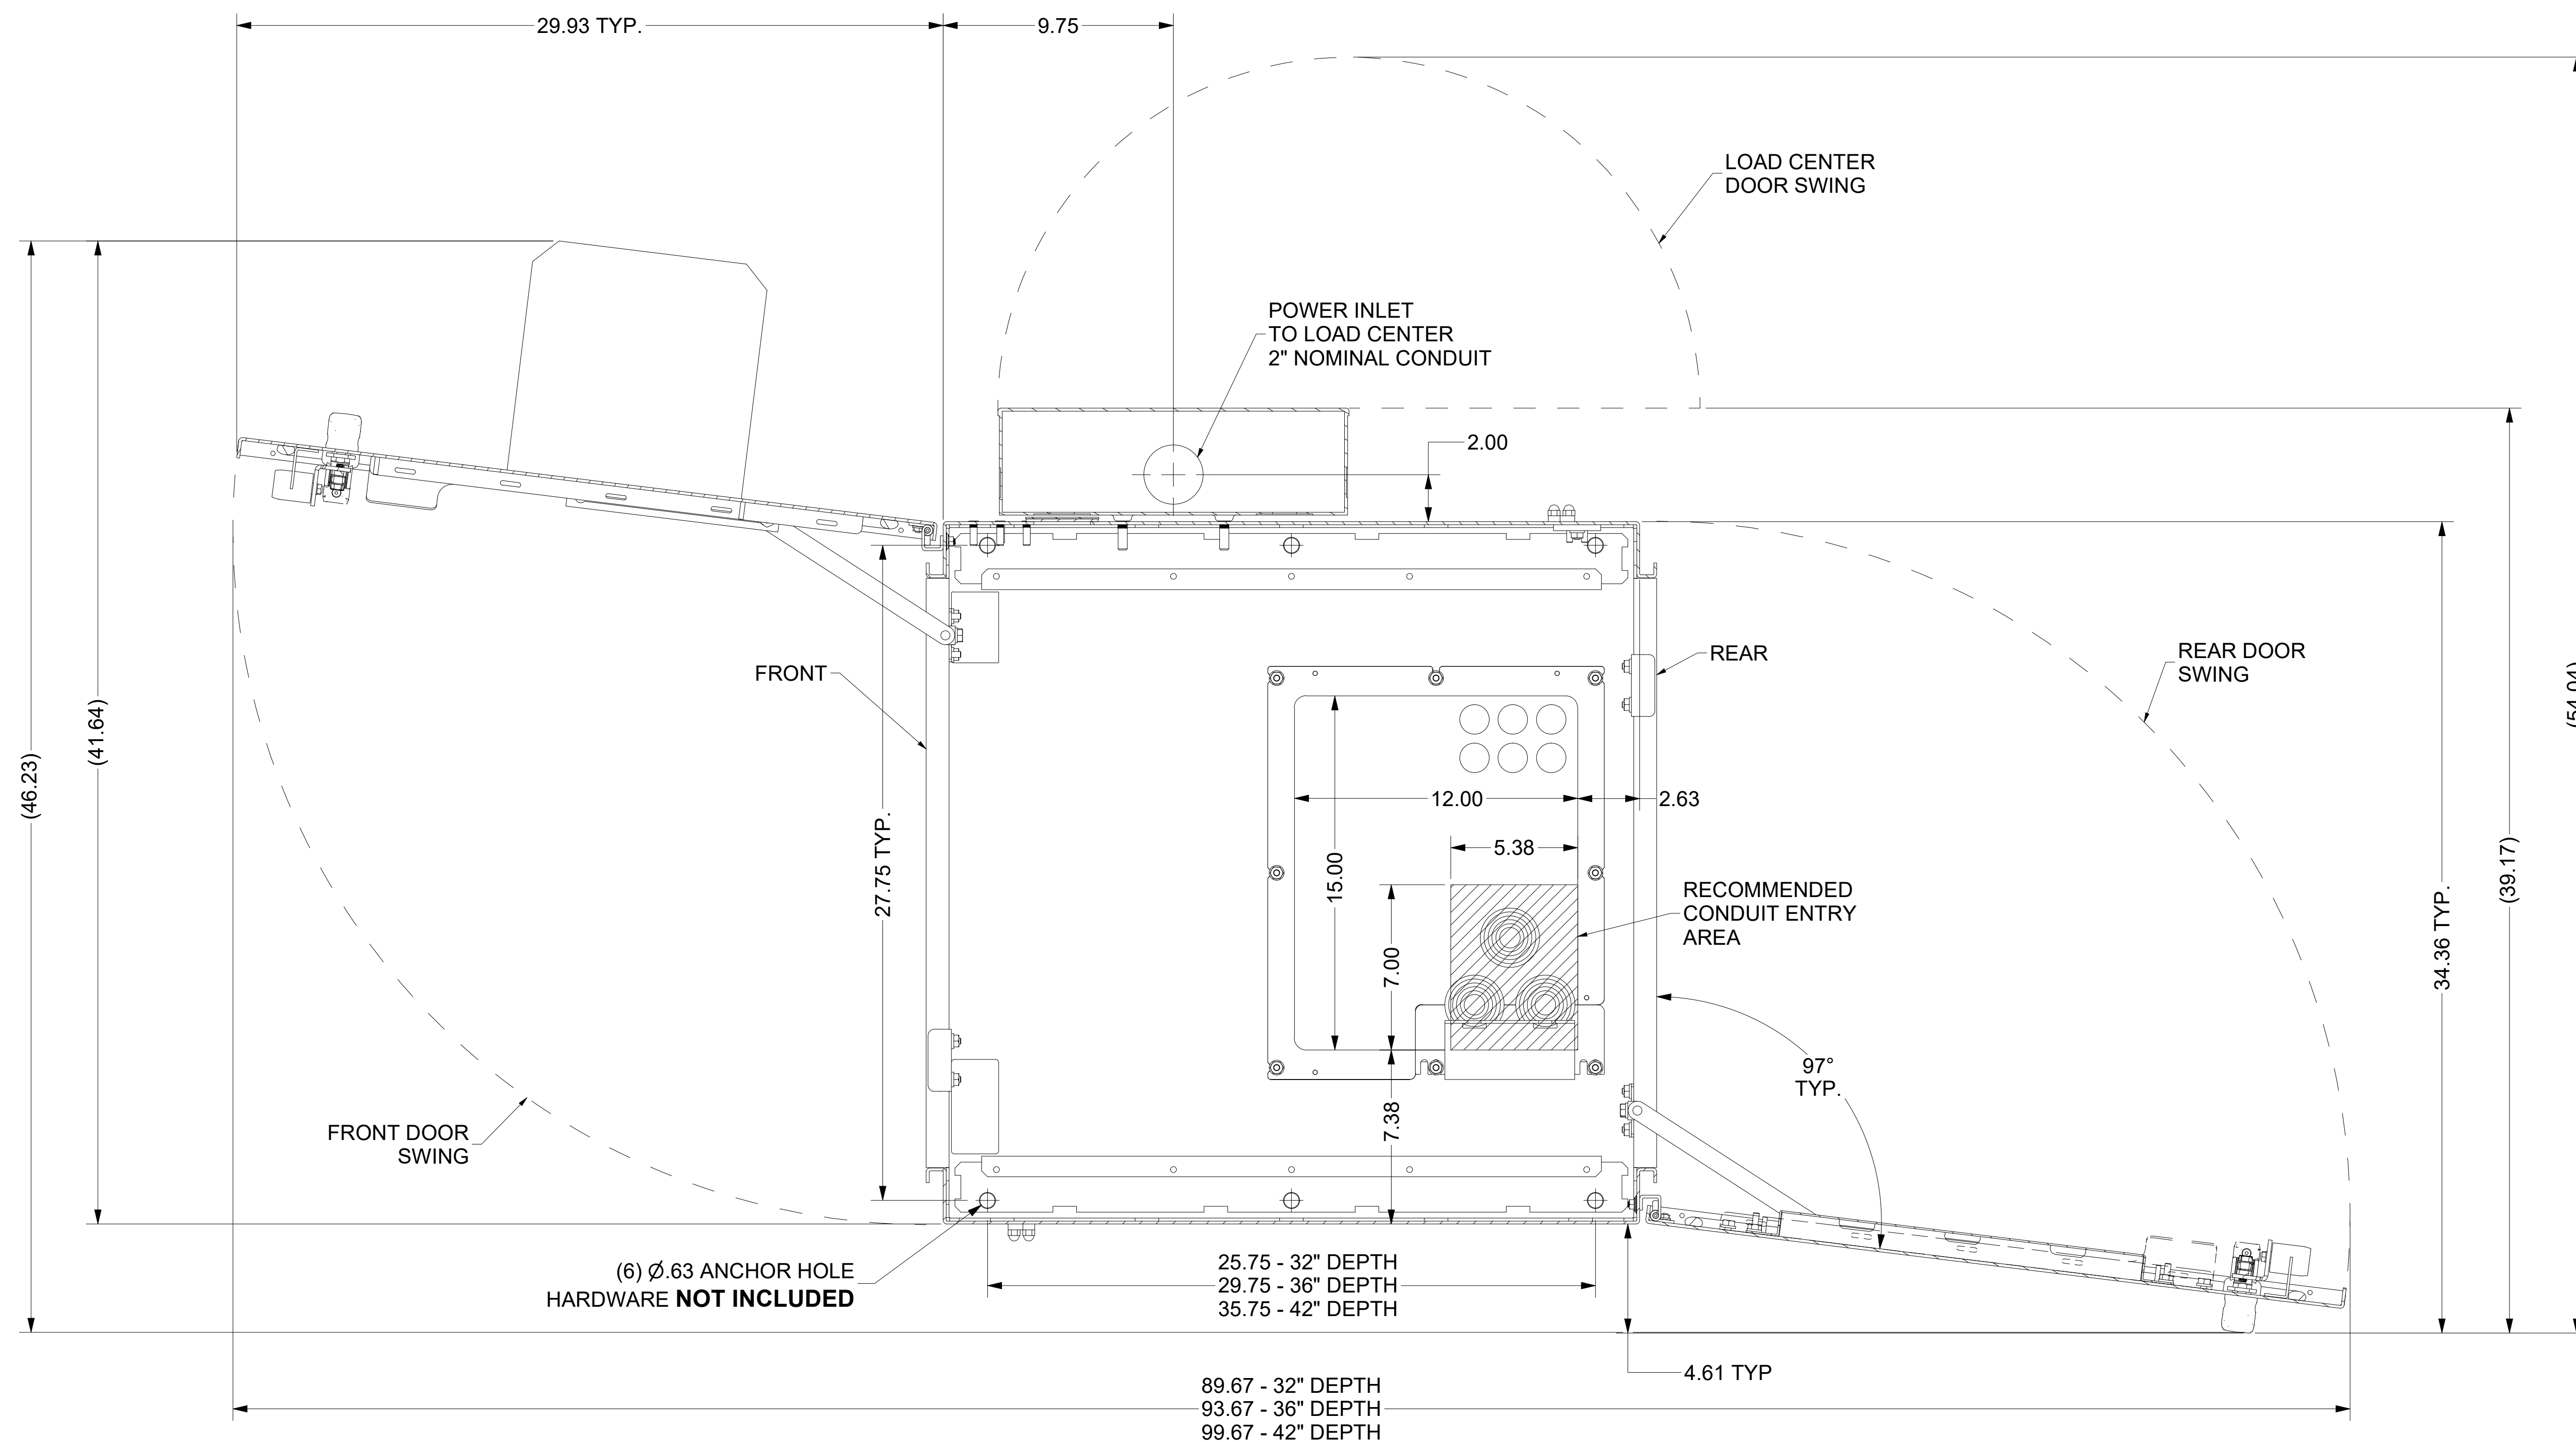 29.93 TYP.
9.75
LOAD CENTER
DOOR SWING
POWER INLET
TO LOAD CENTER
2" NOMINAL CONDUIT
2.00
FRONT
REAR
REAR DOOR
SWING
(46.23)
(41.64)
27.75 TYP.
12.00
2.63
5.38
15.00
7.00
RECOMMENDED
CONDUIT ENTRY
AREA
34.36 TYP.
(39.17)
97°
TYP.
7.38
FRONT DOOR
SWING
(6) Ø.63 ANCHOR HOLE
HARDWARE NOT INCLUDED
25.75 - 32" DEPTH
29.75 - 36" DEPTH
35.75 - 42" DEPTH
4.61 TYP
89.67 - 32" DEPTH
93.67 - 36" DEPTH
99.67 - 42" DEPTH